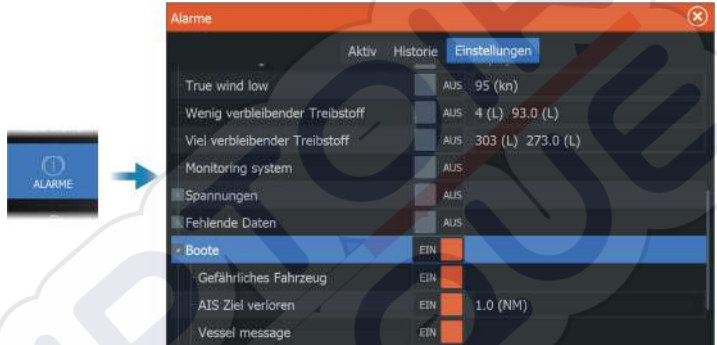 Alarme
Aktiv Historie Einstellungen
True wind low AUS 95 (kn)
Wenig verbleibender Treibstoff AUS 4 (L) 93.0 (L)
Viel verbleibender Treibstoff AUS 303 (L) 273.0 (L)
Monitoring system AUS
Spannungen AUS
Fehlende Daten AUS
ALARME
Boote EIN
Gefährliches Fahrzeug EIN
AIS Ziel verloren EIN 1.0 (NM)
Vessel message EIN